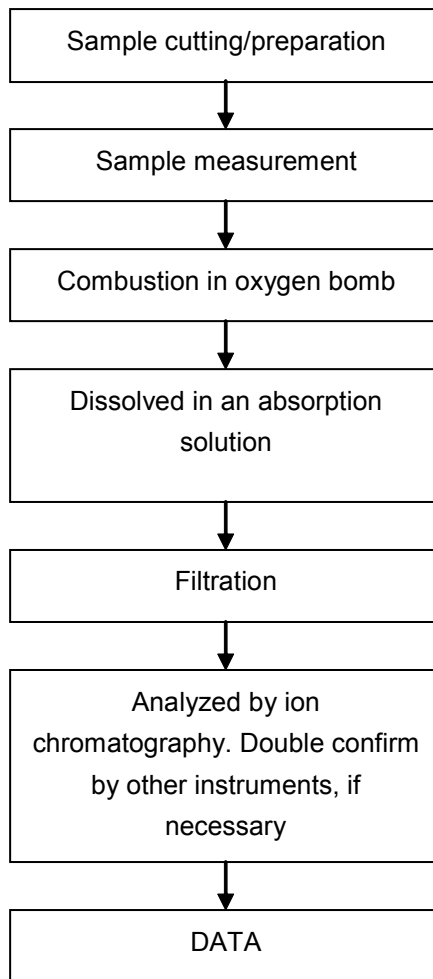 Sample cutting/preparation
Sample measurement
Combustion in oxygen bomb
Dissolved in an absorption
solution
Filtration
Analyzed by ion
chromatography. Double confirm
by other instruments, if
necessary
DATA